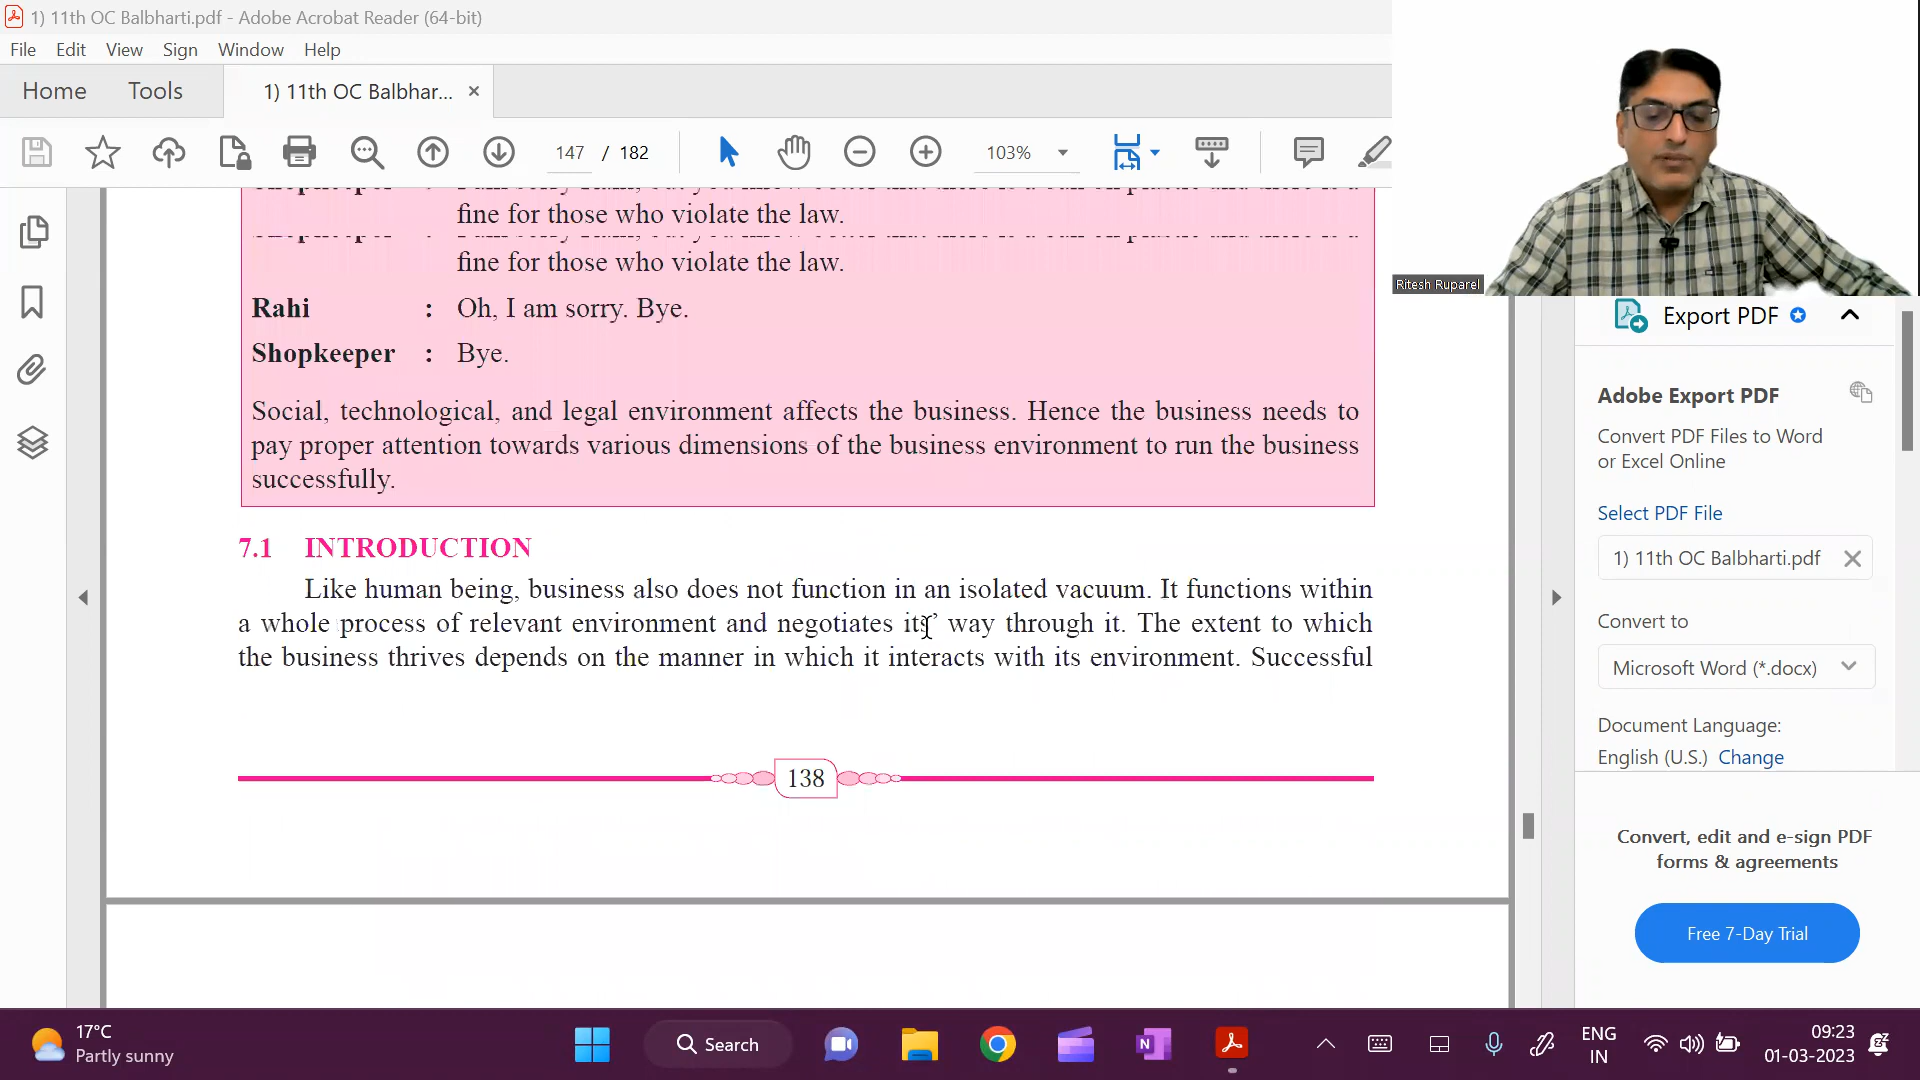 1) 11th OC Balbharti.pdf - Adobe Acrobat Reader (64-bit)
File Edit View Sign Window Help
Home Tools 1) 11th OC Balbhar... ×
147 / 182 103%
Ritesh Ruparel
fine for those who violate the law.
fine for those who violate the law.
Rahi : Oh, I am sorry. Bye.
Shopkeeper : Bye.
Social, technological, and legal environment affects the business. Hence the business needs to
pay proper attention towards various dimensions of the business environment to run the business
successfully.
7.1 INTRODUCTION
Like human being, business also does not function in an isolated vacuum. It functions within
a whole process of relevant environment and negotiates its’ way through it. The extent to which
the business thrives depends on the manner in which it interacts with its environment. Successful
138
Export PDF
Adobe Export PDF
Convert PDF Files to Word
or Excel Online
Select PDF File
1) 11th OC Balbharti.pdf
Convert to
Microsoft Word (*.docx)
Document Language:
English (U.S.) Change
Convert, edit and e-sign PDF
forms & agreements
Free 7-Day Trial
17°C
Partly sunny
Search
ENG
IN
09:23
01-03-2023